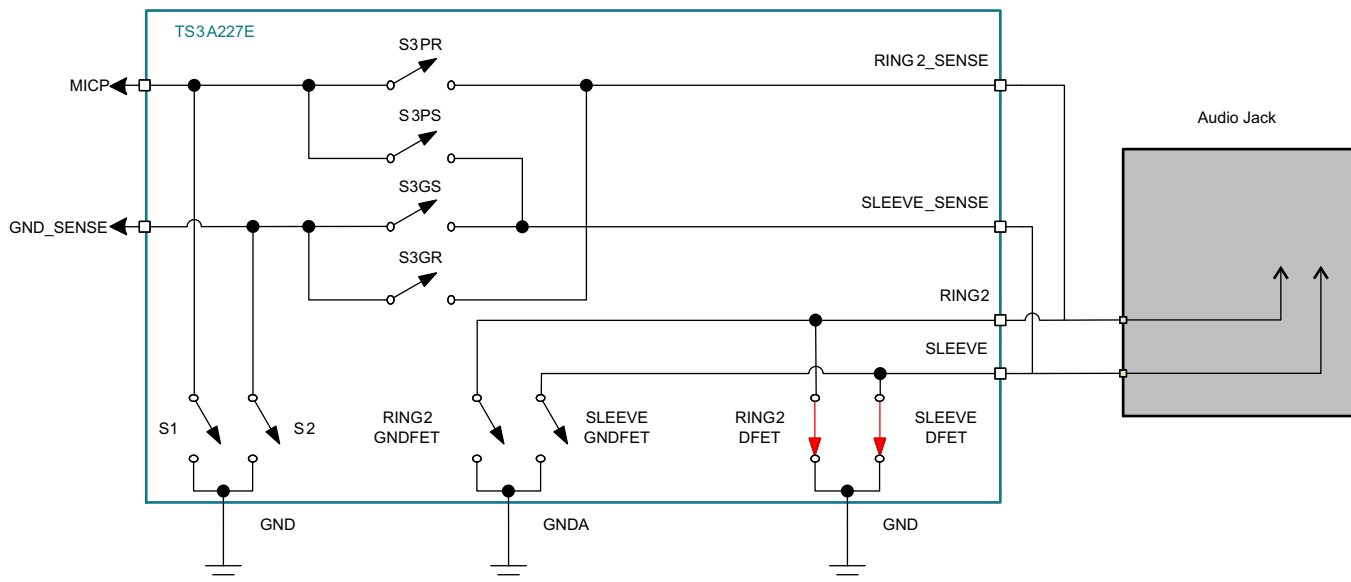 TS3A227E
S3PR
RING2_SENSE
MICP
S3PS
Audio Jack
S3GS
SLEEVE_SENSE
GND_SENSE
S3GR
RING2
SLEEVE
S1
S2
RING2
GNDFET
SLEEVE
GNDFET
RING2
DFET
SLEEVE
DFET
GND
GNDA
GND